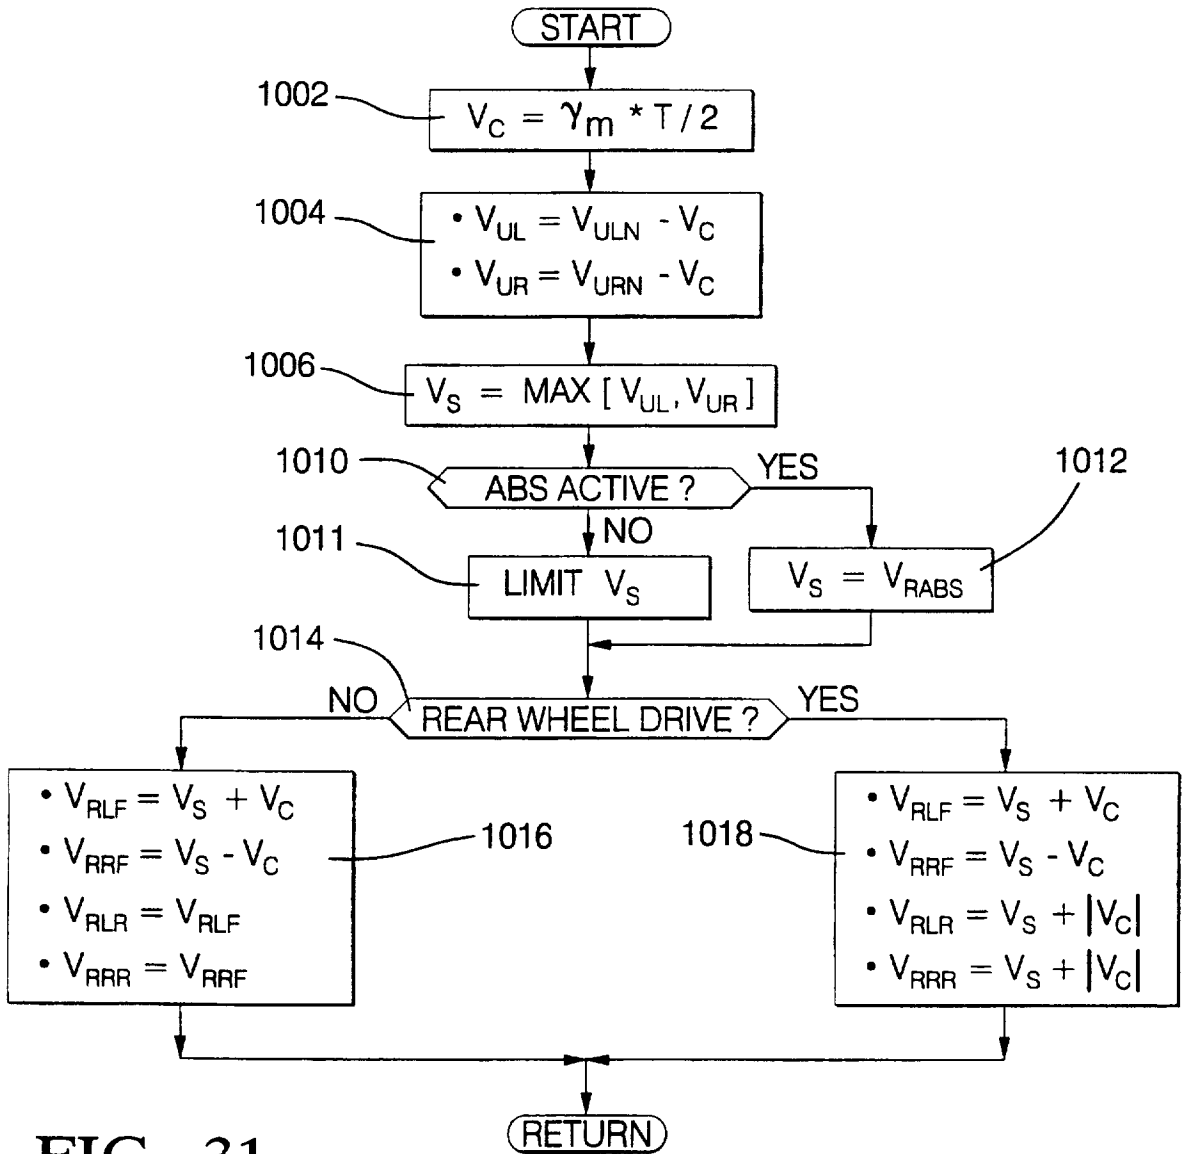 START
1002
V_C = γ_m * T / 2
1004
• V_UL = V_ULN - V_C
• V_UR = V_URN - V_C
1006
V_S = MAX [ V_UL, V_UR ]
1010
ABS ACTIVE ?
YES
1012
NO
1011
LIMIT V_S
V_S = V_RABS
1014
NO
REAR WHEEL DRIVE ?
YES
• V_RLF = V_S + V_C
• V_RRF = V_S - V_C
• V_RLR = V_RLF
• V_RRR = V_RRF
1016
1018
• V_RLF = V_S + V_C
• V_RRF = V_S - V_C
• V_RLR = V_S + |V_C|
• V_RRR = V_S + |V_C|
RETURN
FIG. 31